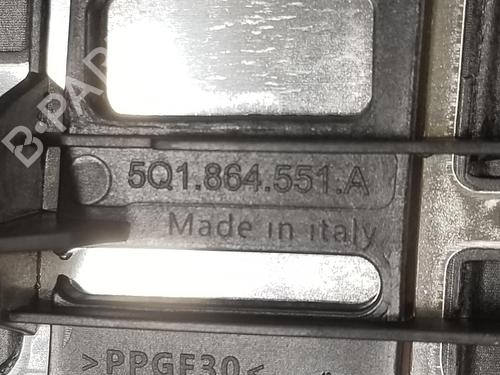 B-PARTS
5Q1.864.551.A
Made in italy
>PPGF30<